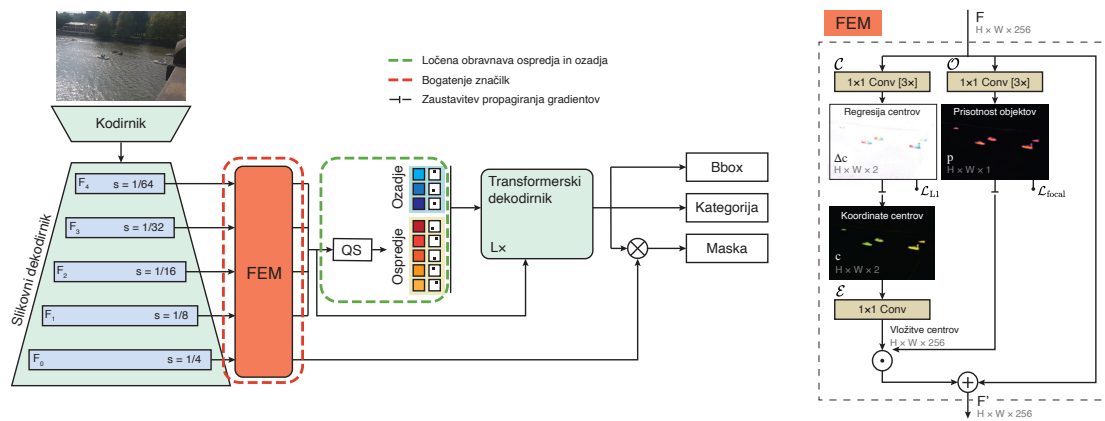 Kodirnik
Slikovni dekodirnik
F4 s = 1/64
F3 s = 1/32
F2 s = 1/16
F1 s = 1/8
F0 s = 1/4
FEM
Ločena obravnava ospredja in ozadja
Bogatenje značilk
Zaustavitev propagiranja gradientov
QS
Ozadje
Ospredje
Transformerski
dekodirnik
L×
Bbox
Kategorija
Maska
FEM
F
H × W × 256
C
O
1×1 Conv [3×]
1×1 Conv [3×]
Regresija centrov
Prisotnost objektov
Δc
H × W × 2
p
H × W × 1
ℒL1
ℒfocal
Koordinate centrov
c
H × W × 2
ℰ
1×1 Conv
Vložitve centrov
H × W × 256
F'
H × W × 256